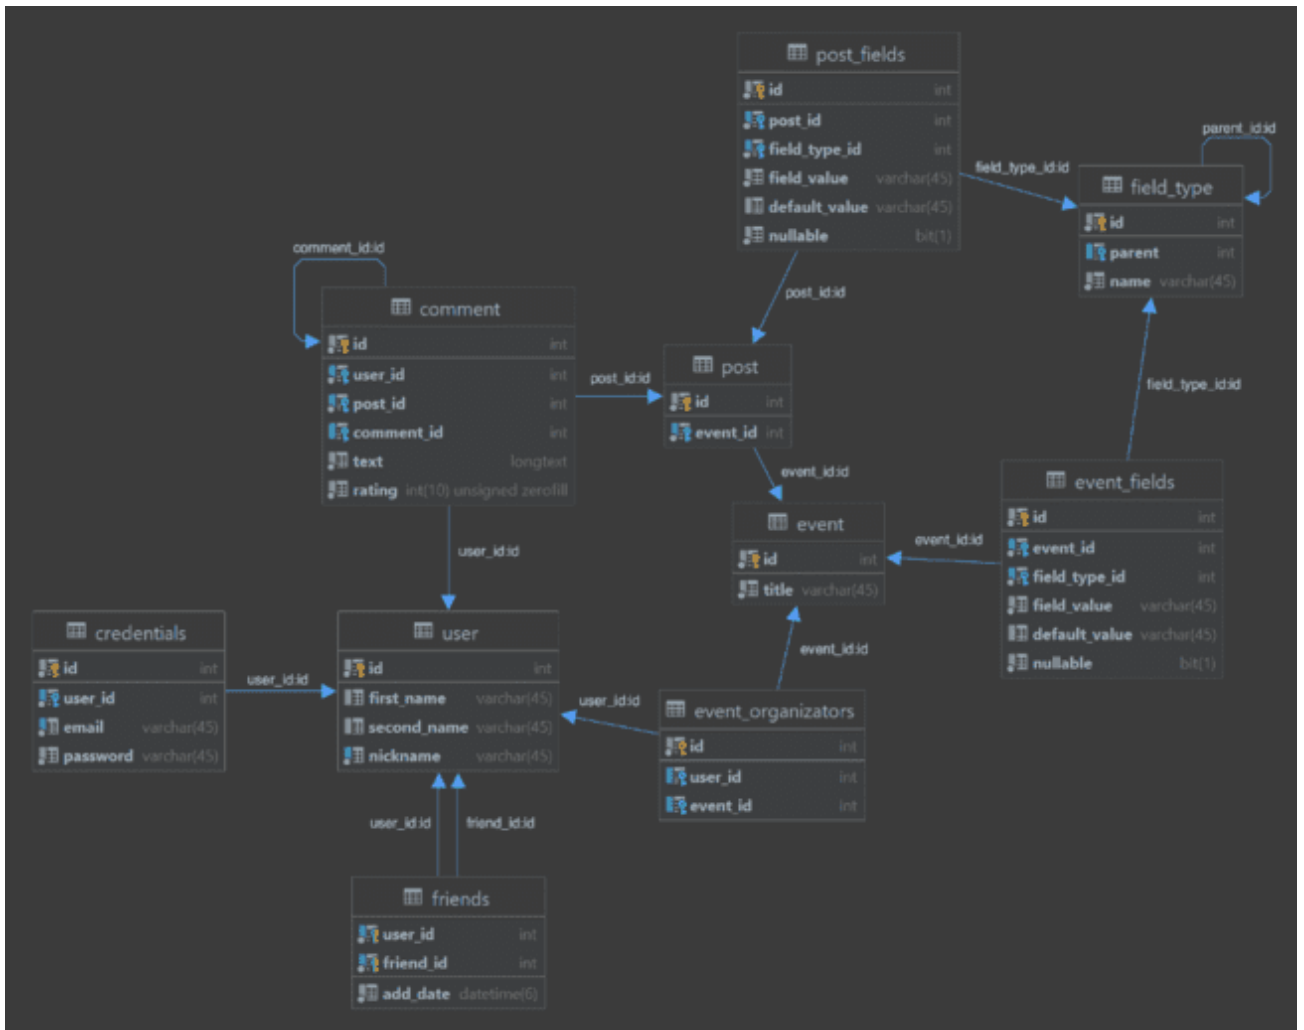 post_fields
id int
post_id int
field_type_id int
field_value varchar(45)
default_value varchar(45)
nullable bit(1)
parent_id:id
field_type_id:id
field_type
id int
parent int
name varchar(45)
comment_id:id
post_id:id
comment
id int
user_id int
post_id int
comment_id int
text longtext
rating int(10) unsigned zerofill
post_id:id
post
id int
event_id int
field_type_id:id
event_id:id
event_fields
id int
event_id int
field_type_id int
field_value varchar(45)
default_value varchar(45)
nullable bit(1)
event
id int
title varchar(45)
event_id:id
user_id:id
credentials
id int
user_id int
email varchar(45)
password varchar(45)
user_id:id
user
id int
first_name varchar(45)
second_name varchar(45)
nickname varchar(45)
user_id:id
event_id:id
event_organizators
id int
user_id int
event_id int
user_id:id
friend_id:id
friends
user_id int
friend_id int
add_date datetime(6)